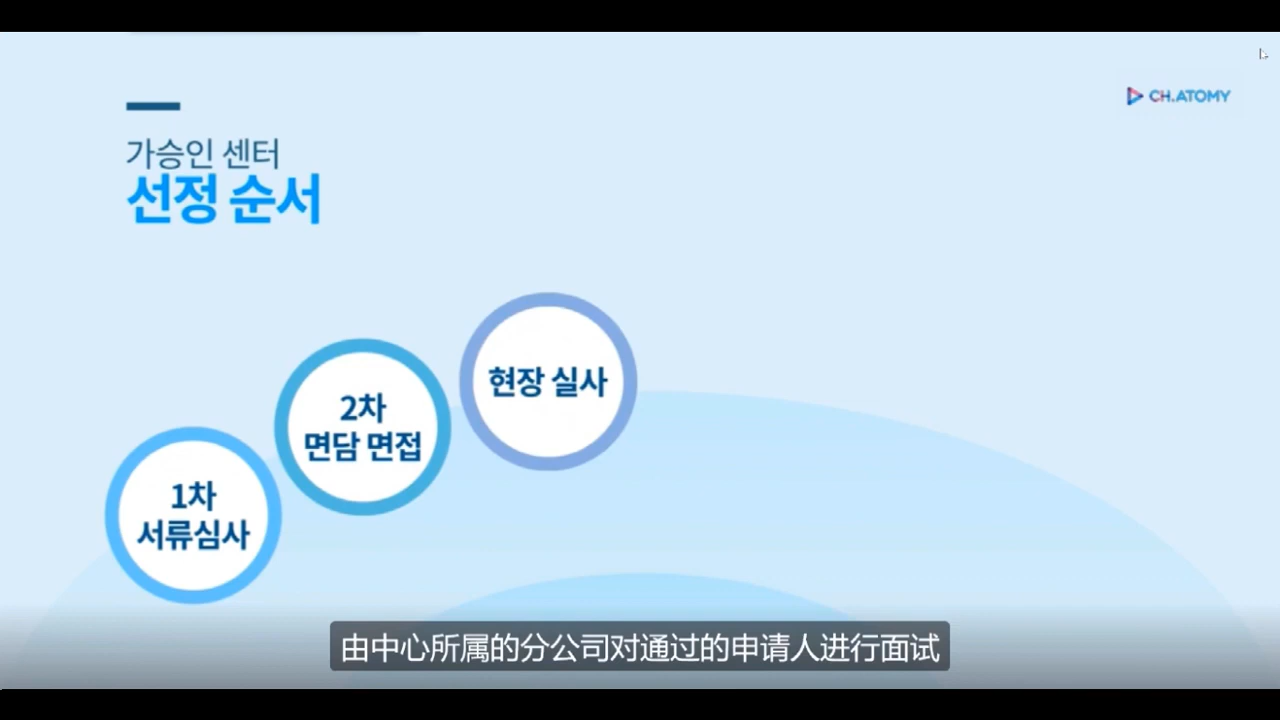 CH.ATOMY
가승인 센터
선정 순서
1차
서류심사
2차
면담 면접
현장 실사
由中心所属的分公司对通过的申请人进行面试